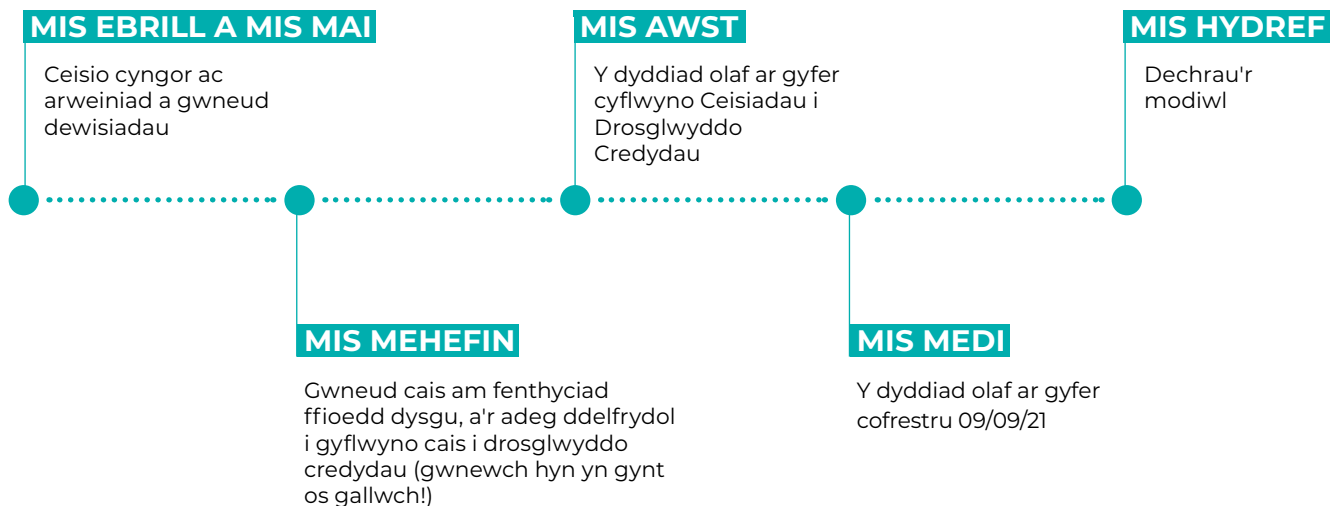 MIS EBRILL A MIS MAI
Ceisio cyngor ac
arweiniad a gwneud
dewisiadau
MIS MEHEFIN
Gwneud cais am fenthyciad
ffioedd dysgu, a'r adeg ddelfrydol
i gyflwyno cais i drosglwyddo
credydau (gwnewch hyn yn gynt
os gallwch!)
MIS AWST
Y dyddiad olaf ar gyfer
cyflwyno Ceisiadau i
Drosglwyddo
Credydau
MIS MEDI
Y dyddiad olaf ar gyfer
cofrestru 09/09/21
MIS HYDREF
Dechrau'r
modiwl